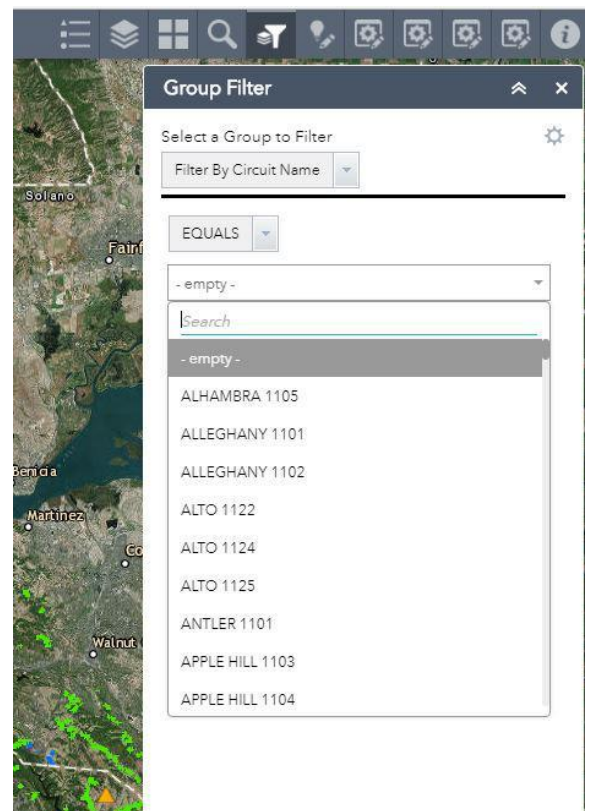 Group Filter
Select a Group to Filter
Filter By Circuit Name
Solano
EQUALS
Fairf
- empty -
Search
- empty -
ALHAMBRA 1105
ALLEGHANY 1101
ALLEGHANY 1102
Benicia
ALTO 1122
Martinez
ALTO 1124
Co
ALTO 1125
ANTLER 1101
Walnut
APPLE HILL 1103
APPLE HILL 1104